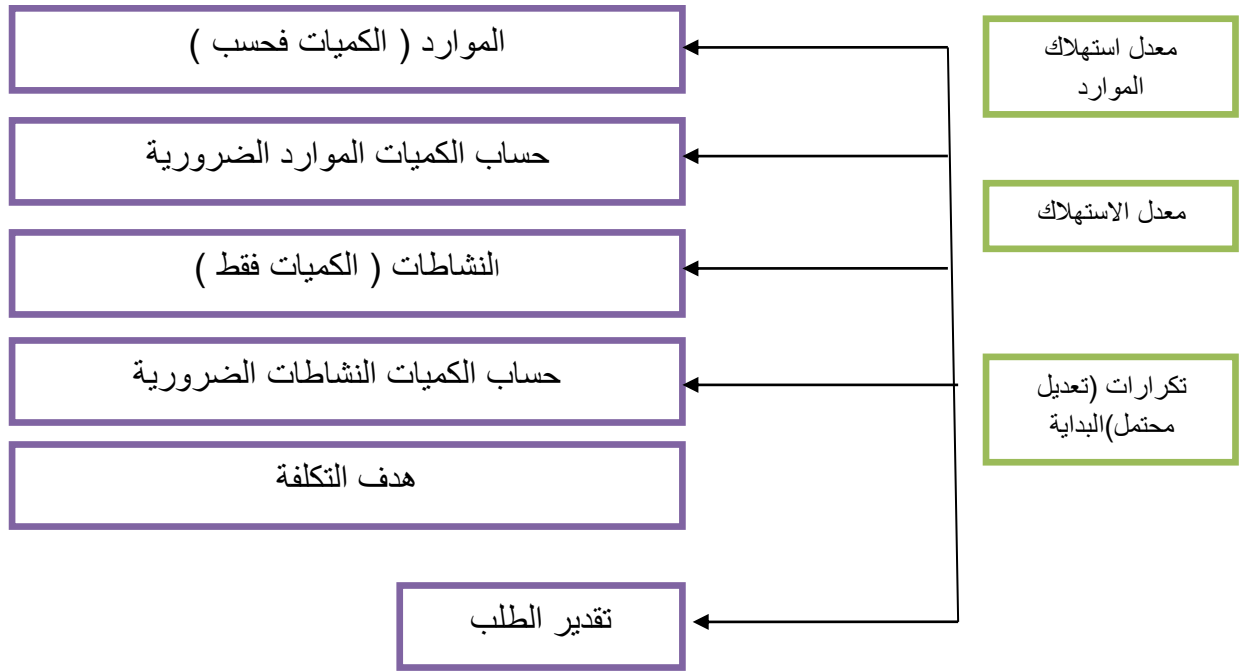 الموارد ( الكميات فحسب )
معدل استهلاك
الموارد
حساب الكميات الموارد الضرورية
معدل الاستهلاك
النشاطات ( الكميات فقط )
حساب الكميات النشاطات الضرورية
تكرارات (تعديل
محتمل)البداية
هدف التكلفة
تقدير الطلب